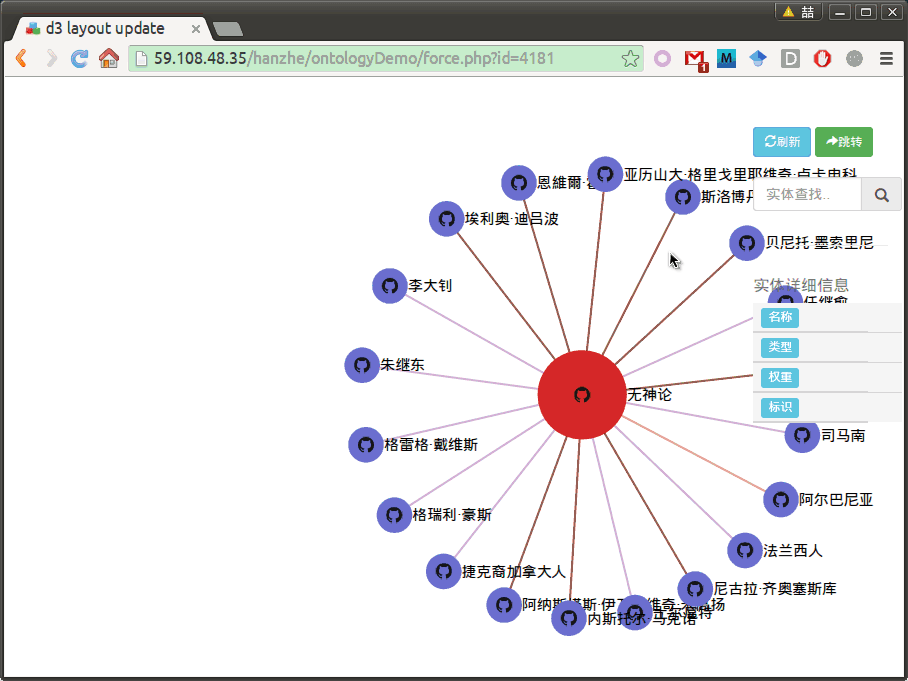 喆
d3 layout update
59.108.48.35/hanzhe/ontologyDemo/force.php?id=4181
M
D
1
刷新
跳转
亚历山大·格里戈里耶维奇·卢卡申科
恩維爾·
斯洛博丹
实体查找..
埃利奥·迪吕波
贝尼托·墨索里尼
实体详细信息
李大钊
任继愈
名称
类型
朱继东
权重
无神论
标识
司马南
格雷格·戴维斯
阿尔巴尼亚
格瑞利·豪斯
法兰西人
捷克裔加拿大人
尼古拉·齐奥塞斯库
阿纳斯塔斯·伊
维奇·米高扬
内斯托尔·马克诺